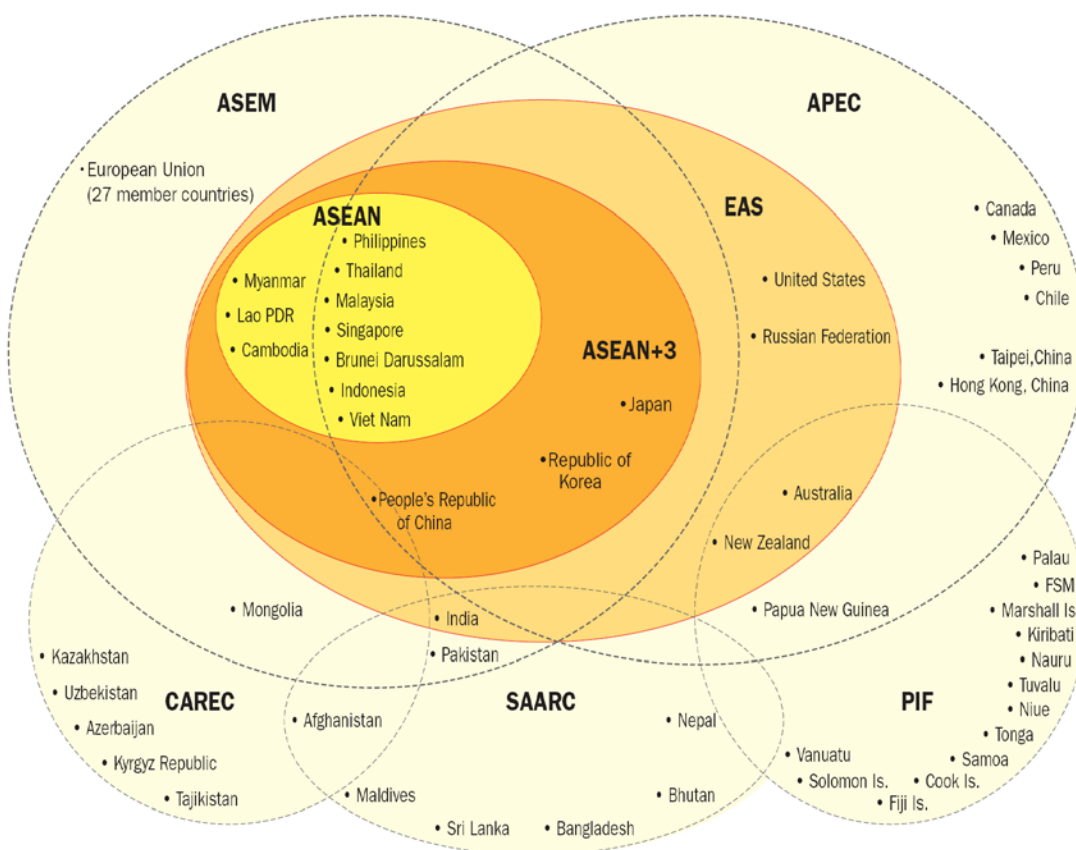 ASEM
APEC
• European Union
(27 member countries)
EAS
ASEAN
• Philippines
• Thailand
• Malaysia
• Singapore
• Brunei Darussalam
• Indonesia
• Viet Nam
• Myanmar
• Lao PDR
• Cambodia
• Canada
• Mexico
• Peru
• Chile
• Taipei,China
• Hong Kong, China
• United States
• Russian Federation
ASEAN+3
• Japan
• Republic of
Korea
• People's Republic
of China
• Australia
• New Zealand
• Papua New Guinea
• Mongolia
• India
• Pakistan
• Kazakhstan
• Uzbekistan
• Azerbaijan
• Kyrgyz Republic
• Tajikistan
CAREC
SAARC
PIF
• Afghanistan
• Nepal
• Maldives
• Bhutan
• Sri Lanka
• Bangladesh
• Palau
• FSM
• Marshall Is.
• Kiribati
• Nauru
• Tuvalu
• Niue
• Tonga
• Samoa
• Cook Is.
• Fiji Is.
• Solomon Is.
• Vanuatu